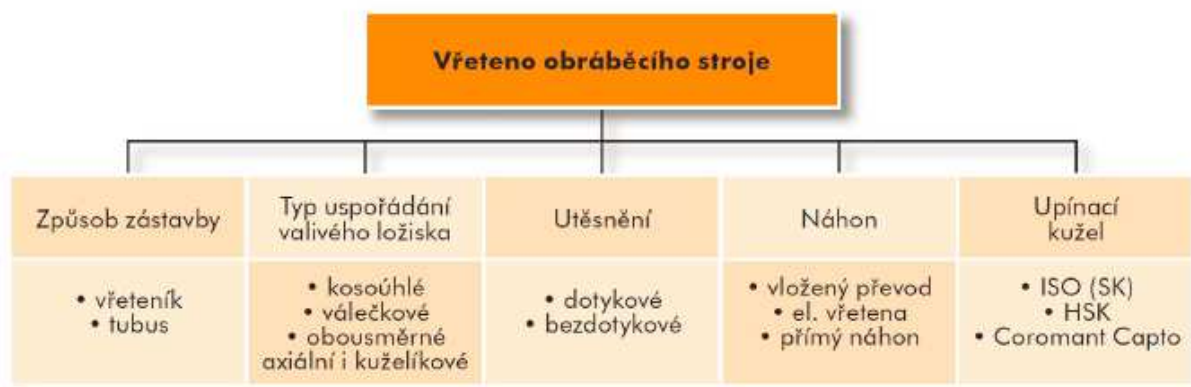 Vřeteno obráběcího stroje
Způsob zástavby
• vřeteník
• tubus
Typ uspořádání
valivého ložiska
• kosoúhlé
• válečkové
• obousměrné
axiální i kuželíkové
Utěsnění
• dotykové
• bezdotykové
Náhon
• vložený převod
• el. vřetena
• přímý náhon
Upínací
kužel
• ISO (SK)
• HSK
• Coromant Capto